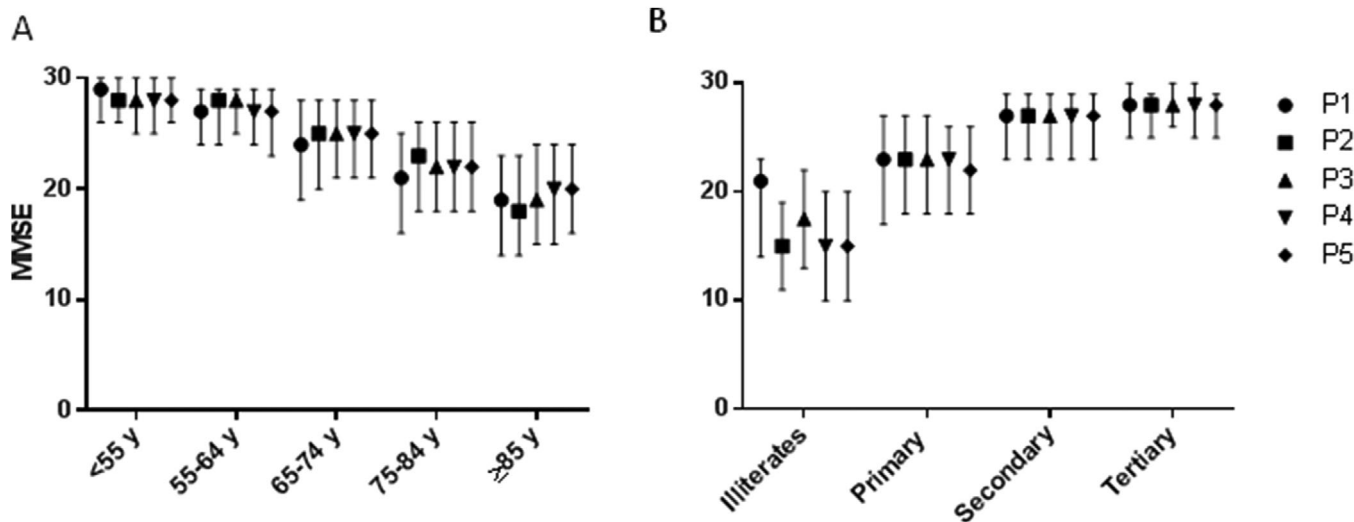 A
MMSE
30
20
10
0
<55 y
55-64 y
65-74 y
75-84 y
≥85 y
B
30
20
10
0
Illiterates
Primary
Secondary
Tertiary
P1
P2
P3
P4
P5